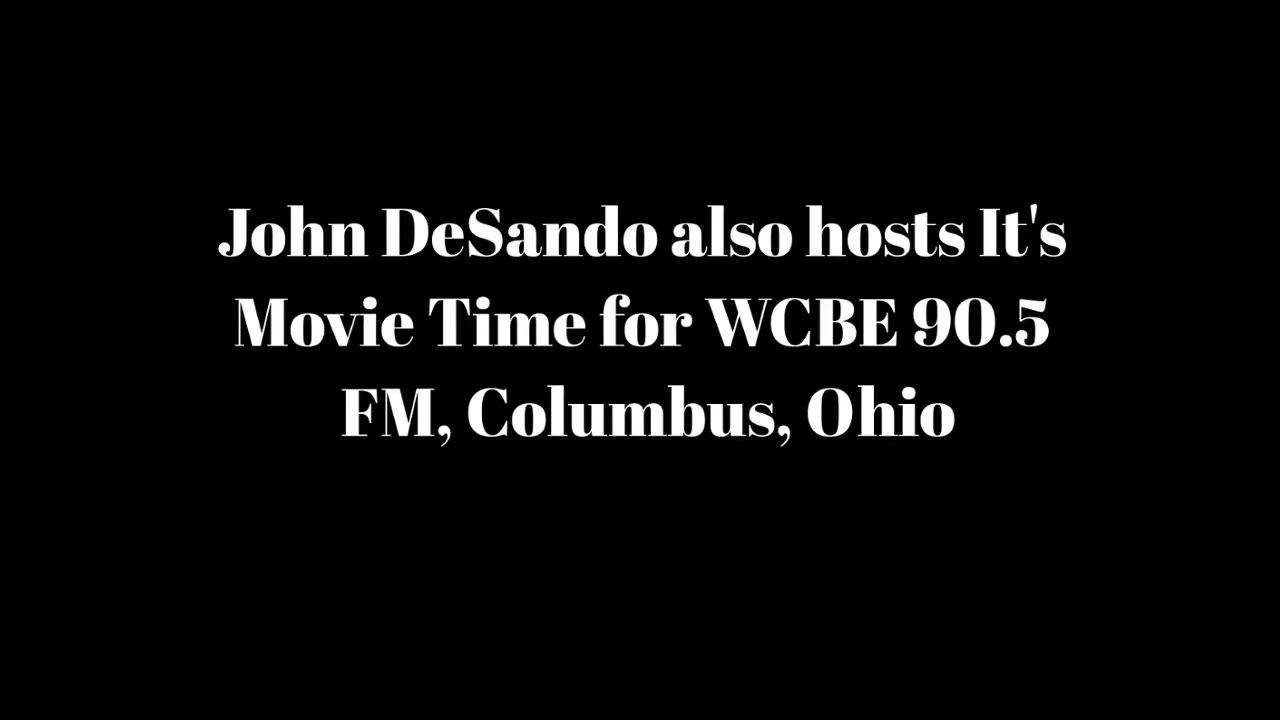 John DeSando also hosts It's
Movie Time for WCBE 90.5
FM, Columbus, Ohio